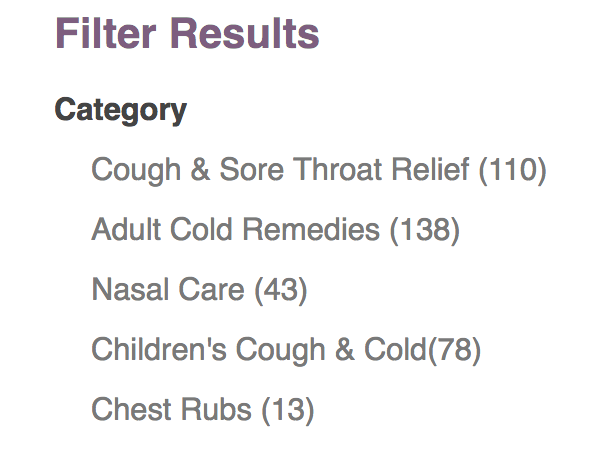 Filter Results
Category
Cough & Sore Throat Relief (110)
Adult Cold Remedies (138)
Nasal Care (43)
Children's Cough & Cold(78)
Chest Rubs (13)